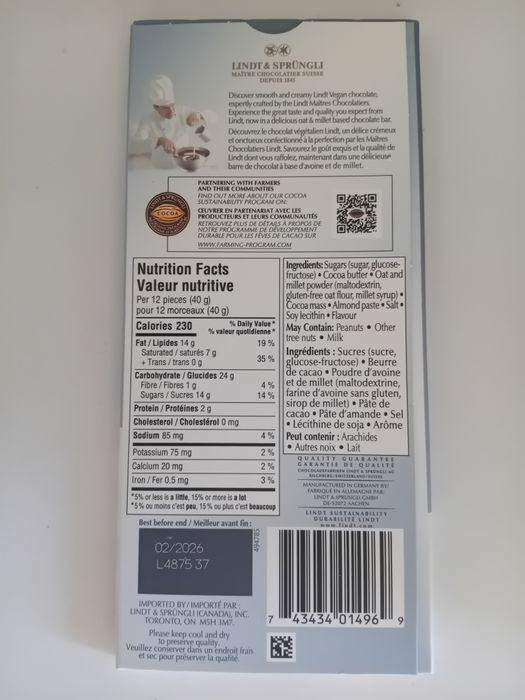 LINDT & SPRÜNGLI
MAÎTRE CHOCOLATIER SUISSE
DEPUIS 1845
Discover smooth and creamy Lindt Vegan chocolate,
expertly crafted by the Lindt Maîtres Chocolatiers.
Experience the great taste and quality you expect from
Lindt, now in a delicious oat & millet based chocolate bar.
Découvrez le chocolat végétalien Lindt, un délice crémeux
et onctueux confectionné à la perfection par les Maîtres
Chocolatiers Lindt. Savourez le goût exquis et la qualité de
Lindt dont vous raffolez, maintenant dans une délicieuse
barre de chocolat à base d'avoine et de millet.
PARTNERING WITH FARMERS
AND THEIR COMMUNITIES
FIND OUT MORE ABOUT OUR COCOA
SUSTAINABILITY PROGRAM ON:
ŒUVRER EN PARTENARIAT AVEC LES
PRODUCTEURS ET LEURS COMMUNAUTÉS
RETROUVEZ PLUS DE DÉTAILS À PROPOS DE
NOTRE PROGRAMME DE DÉVELOPPEMENT
DURABLE POUR LES FÈVES DE CACAO SUR
WWW.FARMING-PROGRAM.COM
COCOA
Nutrition Facts
Valeur nutritive
Per 12 pieces (40 g)
pour 12 morceaux (40 g)
Calories 230
% Daily Value*
% valeur quotidienne*
Fat / Lipides 14 g 19 %
Saturated / saturés 7 g
+ Trans / trans 0 g 35 %
Carbohydrate / Glucides 24 g
Fibre / Fibres 1 g 4 %
Sugars / Sucres 14 g 14 %
Protein / Protéines 2 g
Cholesterol / Cholestérol 0 mg
Sodium 85 mg 4 %
Potassium 75 mg 2 %
Calcium 20 mg 2 %
Iron / Fer 0.5 mg 3 %
*5% or less is a little, 15% or more is a lot
*5% ou moins c'est peu, 15% ou plus c'est beaucoup
Ingredients: Sugars (sugar, glucose-
fructose) • Cocoa butter • Oat and
millet powder (maltodextrin,
gluten-free oat flour, millet syrup) •
Cocoa mass • Almond paste • Salt •
Soy lecithin • Flavour
May Contain: Peanuts • Other
tree nuts • Milk
Ingrédients : Sucres (sucre,
glucose-fructose) • Beurre
de cacao • Poudre d'avoine
et de millet (maltodextrine,
farine d'avoine sans gluten,
sirop de millet) • Pâte de
cacao • Pâte d'amande • Sel
• Lécithine de soja • Arôme
Peut contenir : Arachides
• Autres noix • Lait
QUALITY GUARANTEE
GARANTIE DE QUALITÉ
CHOCOLADEFABRIKEN LINDT & SPRÜNGLI AG
KILCHBERG/SWITZERLAND/SUISSE
MANUFACTURED IN GERMANY BY/
FABRIQUÉ EN ALLEMAGNE PAR:
LINDT & SPRÜNGLI GMBH
DE-52072 AACHEN
LINDT SUSTAINABILITY
DURABILITÉ LINDT
www.lindt.com
Best before end / Meilleur avant fin :
02/2026
L4875 37
494785
IMPORTED BY / IMPORTÉ PAR :
LINDT & SPRÜNGLI (CANADA), INC.
TORONTO, ON M5H 3M7.
Please keep cool and dry
to preserve quality.
Veuillez conserver dans un endroit frais
et sec pour préserver la qualité.
7 43434 01496 9